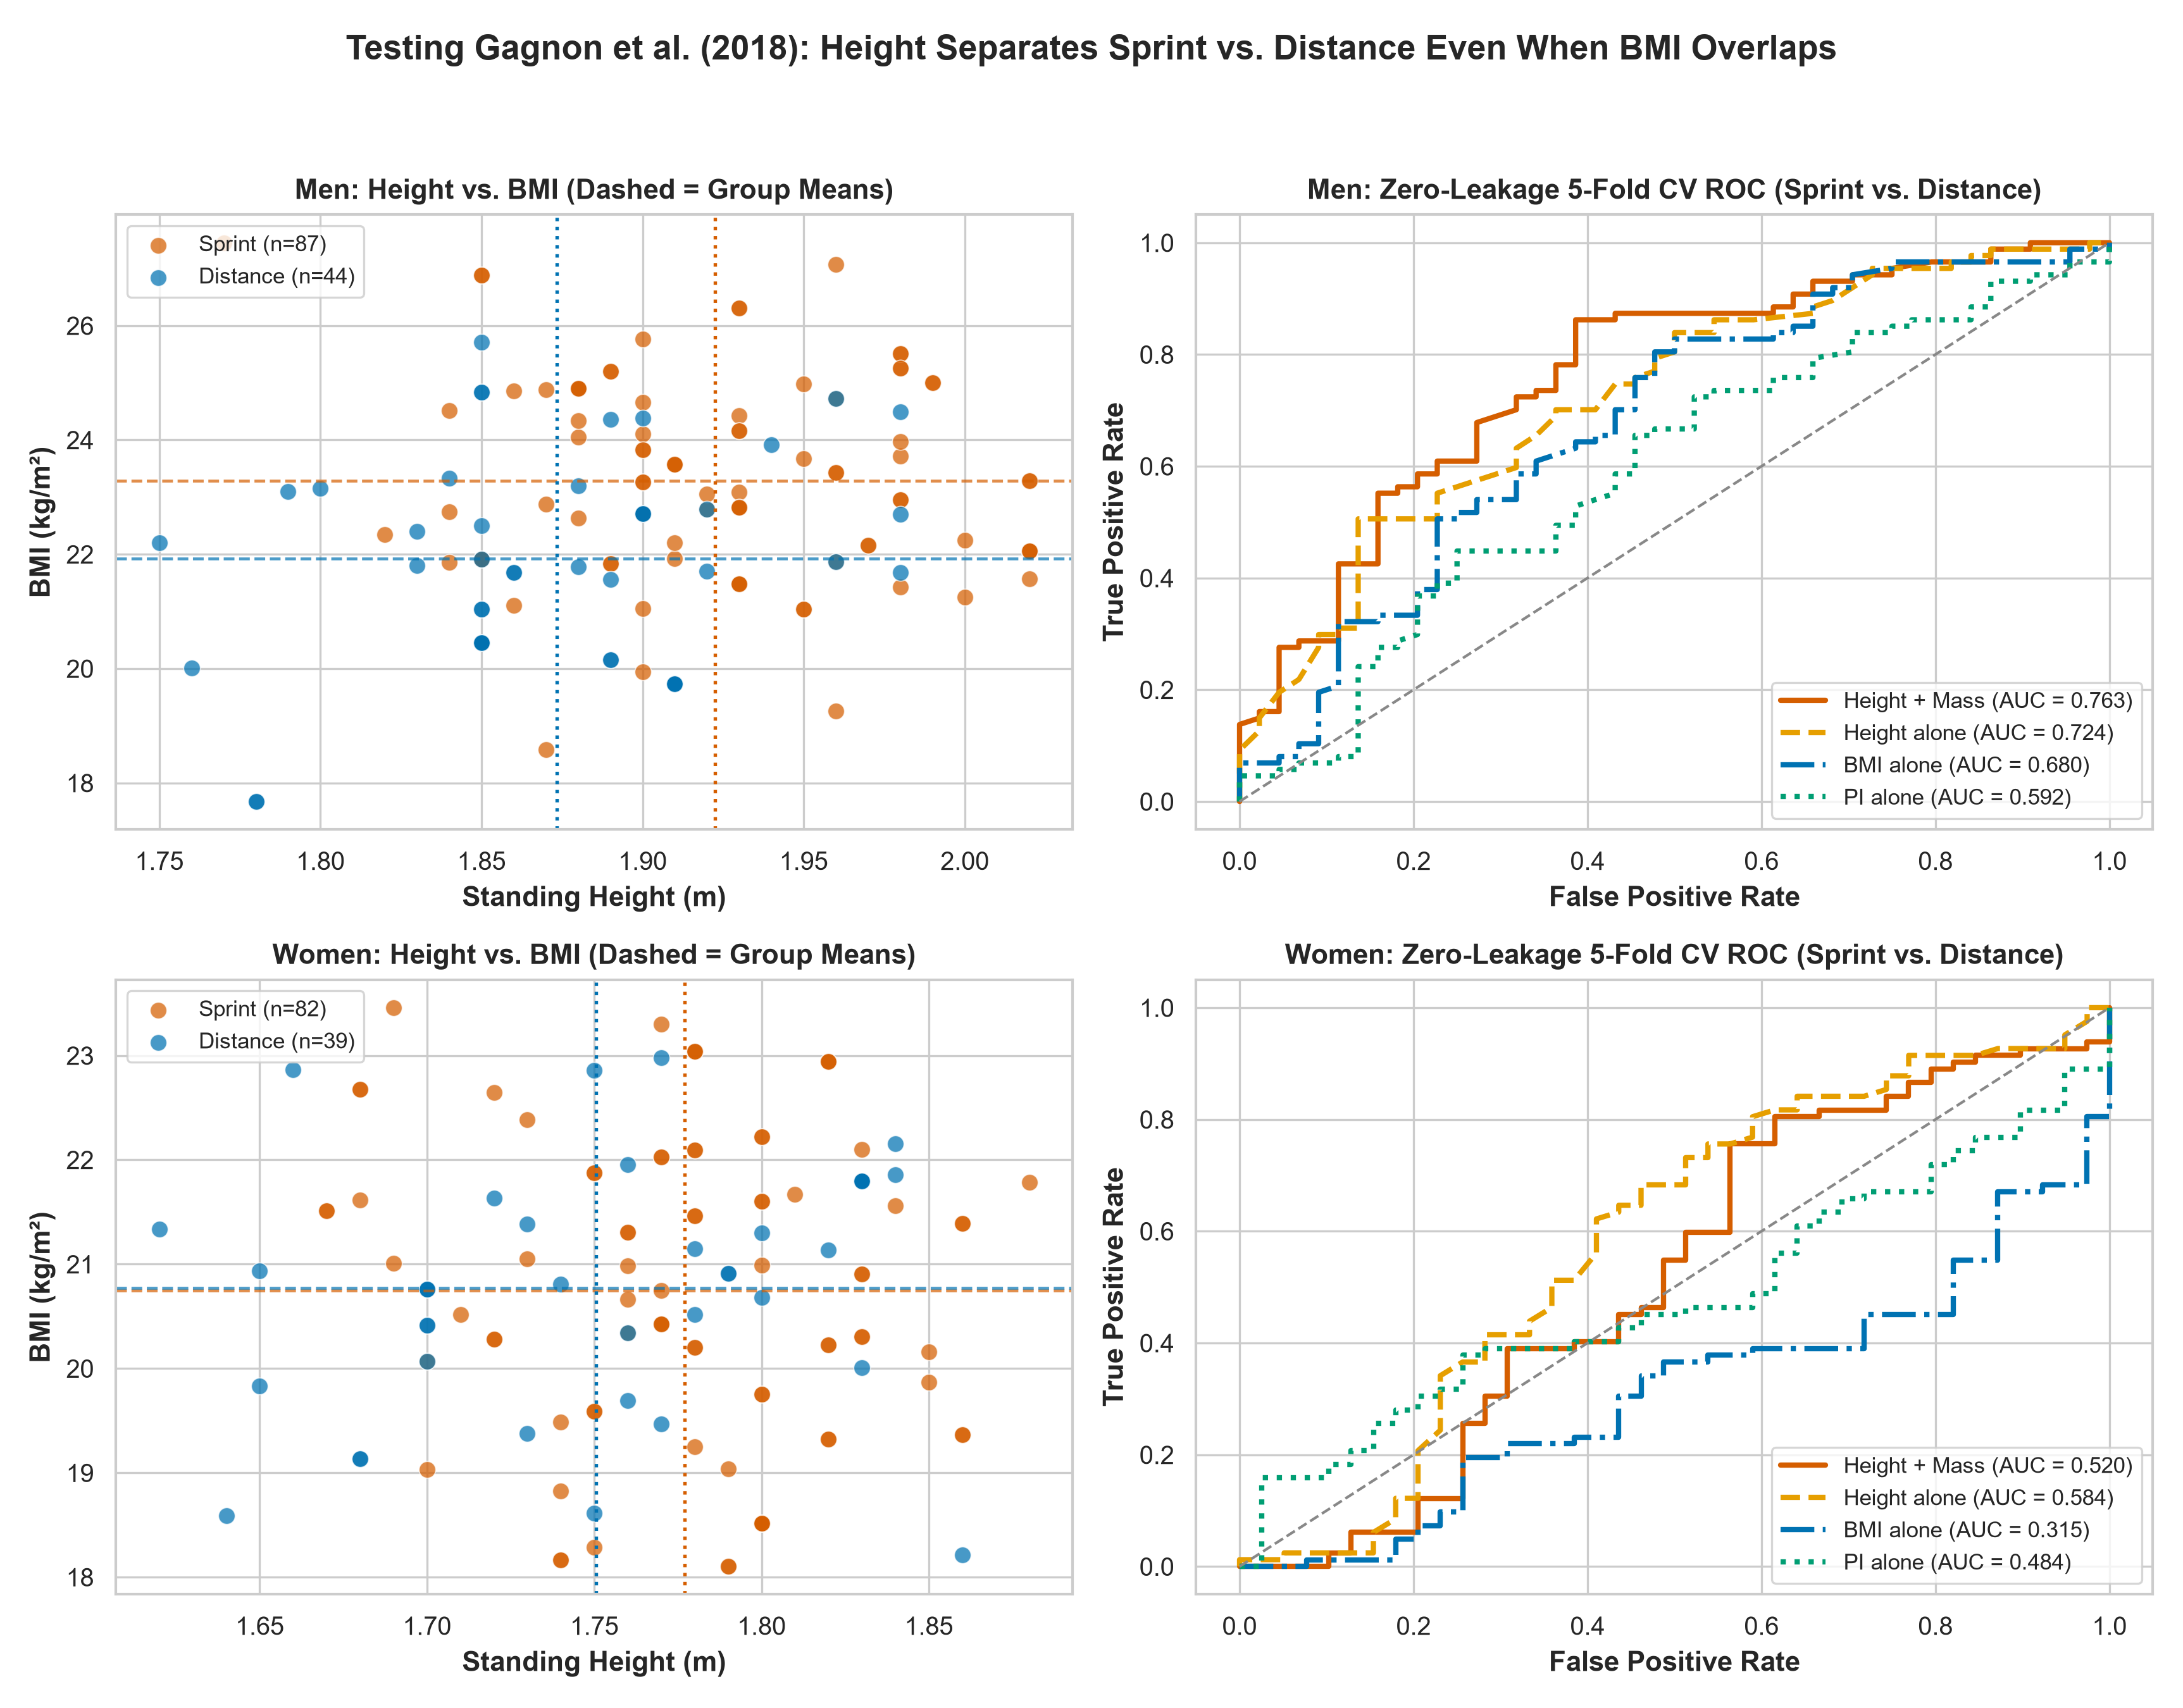 Testing Gagnon et al. (2018): Height Separates Sprint vs. Distance Even When BMI Overlaps
Men: Height vs. BMI (Dashed = Group Means)
Sprint (n=87)
Distance (n=44)
BMI (kg/m²)
26
24
22
20
18
1.75 1.80 1.85 1.90 1.95 2.00
Standing Height (m)
Men: Zero-Leakage 5-Fold CV ROC (Sprint vs. Distance)
True Positive Rate
1.0
0.8
0.6
0.4
0.2
0.0
Height + Mass (AUC = 0.763)
Height alone (AUC = 0.724)
BMI alone (AUC = 0.680)
PI alone (AUC = 0.592)
0.0 0.2 0.4 0.6 0.8 1.0
False Positive Rate
Women: Height vs. BMI (Dashed = Group Means)
Sprint (n=82)
Distance (n=39)
BMI (kg/m²)
23
22
21
20
19
18
1.65 1.70 1.75 1.80 1.85
Standing Height (m)
Women: Zero-Leakage 5-Fold CV ROC (Sprint vs. Distance)
True Positive Rate
1.0
0.8
0.6
0.4
0.2
0.0
Height + Mass (AUC = 0.520)
Height alone (AUC = 0.584)
BMI alone (AUC = 0.315)
PI alone (AUC = 0.484)
0.0 0.2 0.4 0.6 0.8 1.0
False Positive Rate